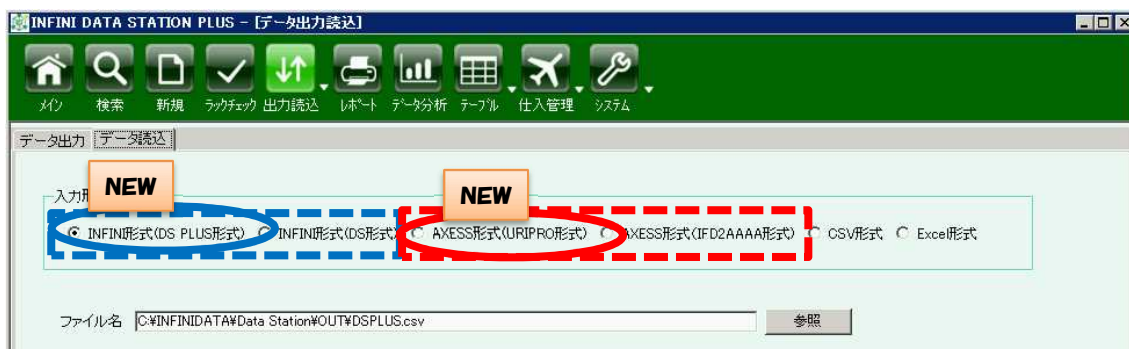 INFINI DATA STATION PLUS - [データ出力読込]
メイン 検索 新規 ラックチェック 出力読込 レポート データ分析 テーブル 仕入管理 システム
データ出力 データ読込
NEW NEW
入力形
INFINI形式(DS PLUS形式) INFINI形式(DS形式) AXESS形式(URIPRO形式) AXESS形式(IFD2AAAA形式) CSV形式 Excel形式
ファイル名 C:¥INFINIDATA¥Data Station¥OUT¥DSPLUS.csv 参照